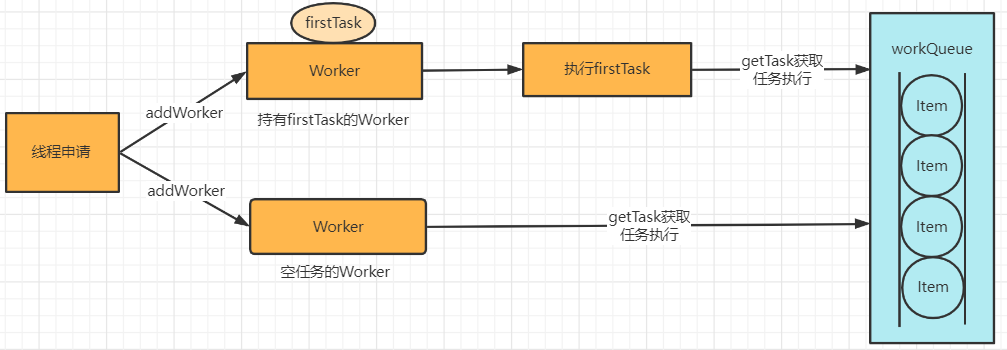 firstTask
Worker
持有firstTask的Worker
执行firstTask
getTask获取
任务执行
workQueue
Item
Item
Item
Item
线程申请
addWorker
addWorker
Worker
空任务的Worker
getTask获取
任务执行